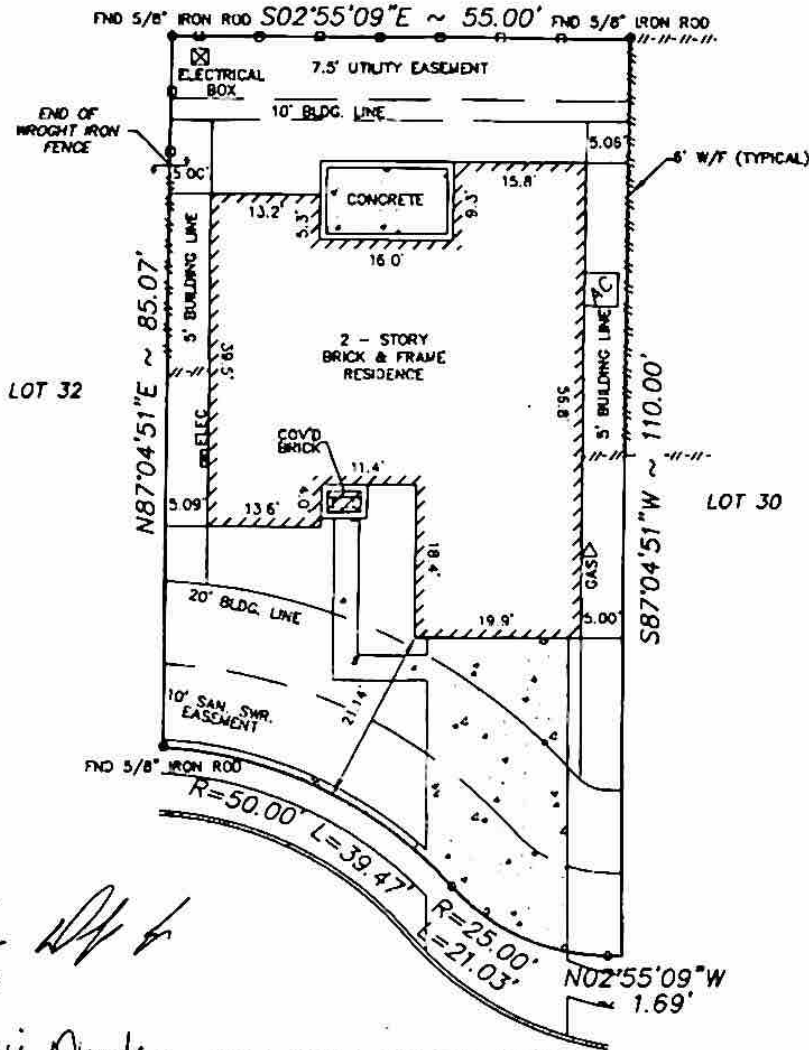 FND 5/8" IRON ROD S02°55'09"E ~ 55.00' FND 5/8" IRON ROD
7.5' UTILITY EASEMENT
ELECTRICAL
BOX
10' BLDG. LINE
END OF
WROGHT IRON
FENCE
5.06'
6' W/F (TYPICAL)
5.00'
15.8'
CONCRETE
13.2'
5.3'
9.3'
16.0'
5' BUILDING LINE
N87°04'51"E ~ 85.07'
39.5'
2 - STORY
BRICK & FRAME
RESIDENCE
5' BUILDING LINE
LOT 32
ELEC
COV'D
BRICK
11.4'
S87°04'51"W ~ 110.00'
LOT 30
5.09'
13.6'
4.0'
18.4'
GAS
20' BLDG. LINE
19.9'
5.00'
21.14'
10' SAN. SWR.
EASEMENT
FND 5/8" IRON ROD
R=50.00' L=39.47'
R=25.00'
L=21.03'
N02°55'09"W
~ 1.69'